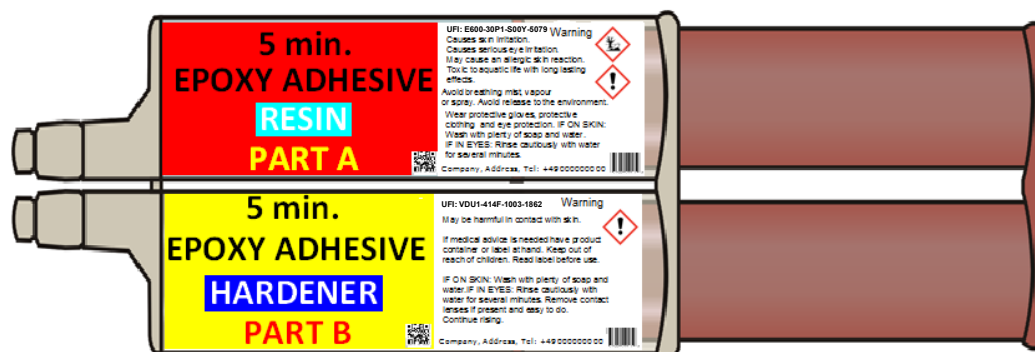 5 min.
EPOXY ADHESIVE
RESIN
PART A
UFI: E600-30P1-S00Y-5079 Warning
Causes skin irritation.
Causes serious eye irritation.
May cause an allergic skin reaction.
Toxic to aquatic life with long lasting
effects.
Avoid breathing mist, vapour
or spray. Avoid release to the environment.
Wear protective gloves, protective
clothing and eye protection. IF ON SKIN:
Wash with plenty of soap and water.
IF IN EYES: Rinse cautiously with water
for several minutes.
Company, Address, Tel: +49000000000
5 min.
EPOXY ADHESIVE
HARDENER
PART B
UFI: VDU1-414F-1003-1862 Warning
May be harmful in contact with skin.
If medical advice is needed have product
container or label at hand. Keep out of
reach of children. Read label before use.
IF ON SKIN: Wash with plenty of soap and
water.IF IN EYES: Rinse cautiously with
water for several minutes. Remove contact
lenses if present and easy to do.
Continue rising.
Company, Address, Tel: +49000000000